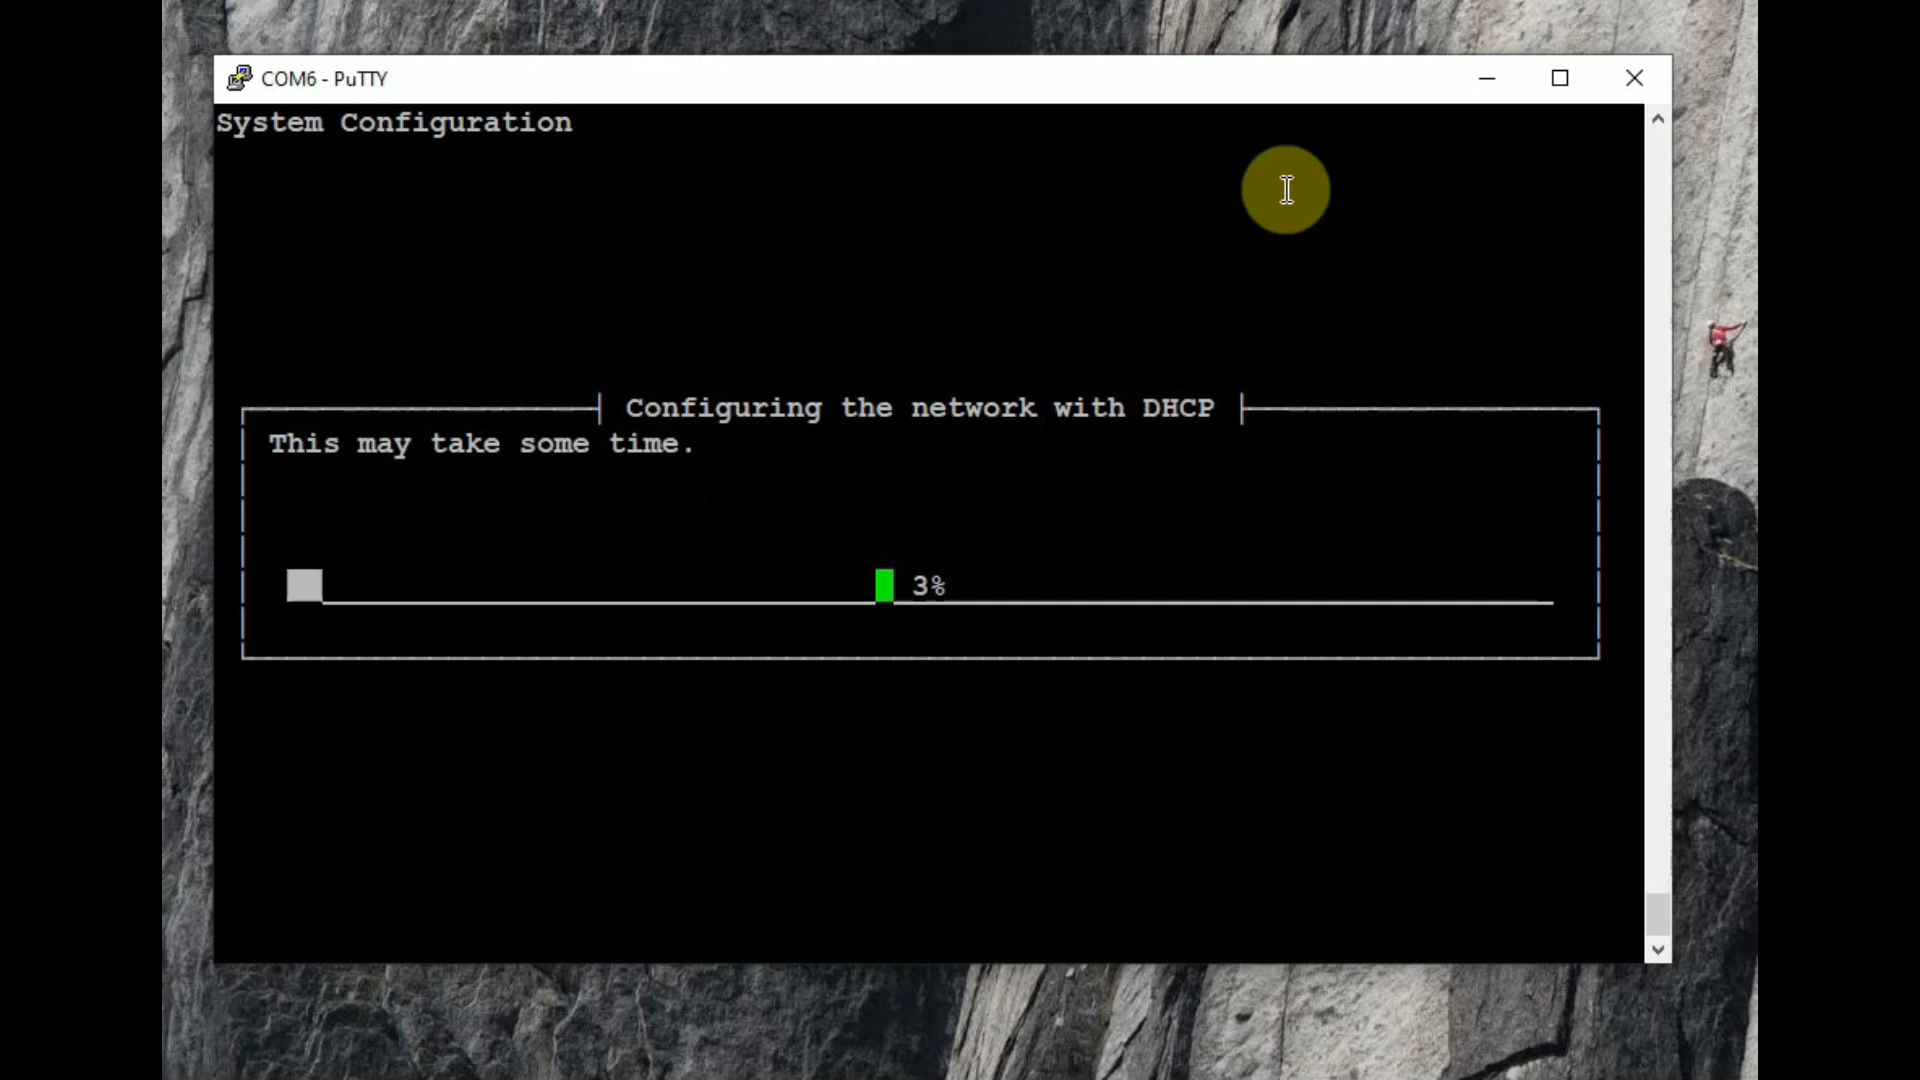 COM6 - PuTTY
System Configuration
Configuring the network with DHCP
This may take some time.
3%